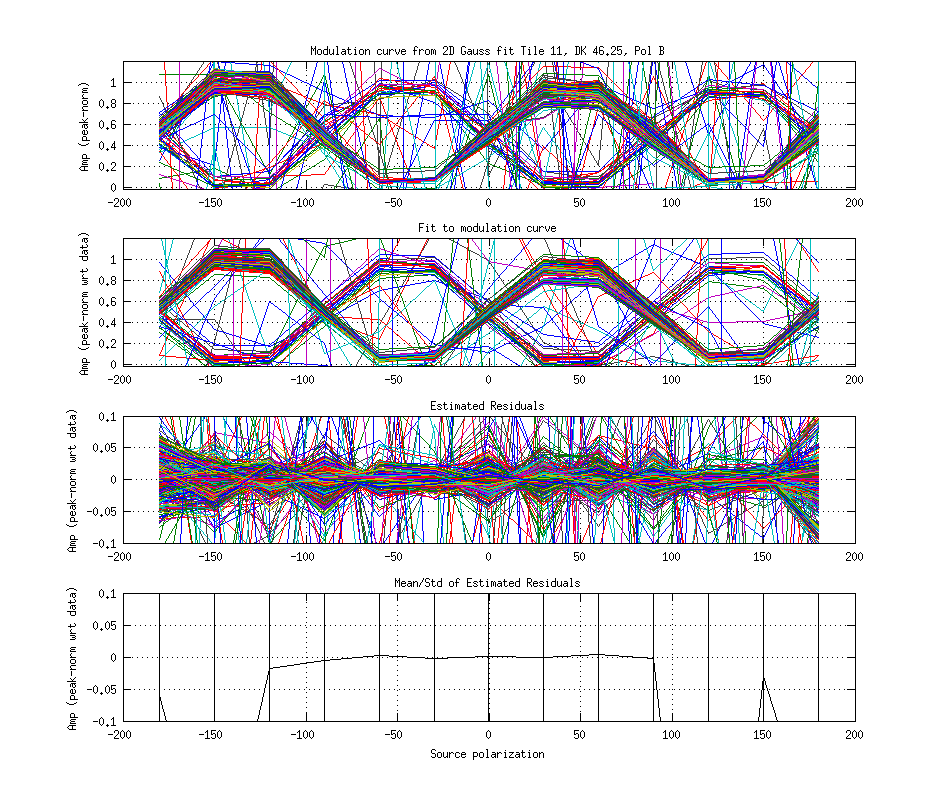 Modulation curve from 2D Gauss fit Tile 11, DK 46.25, Pol B
Amp (peak-norm)
1
0.8
0.6
0.4
0.2
0
-200 -150 -100 -50 0 50 100 150 200
Fit to modulation curve
Amp (peak-norm wrt data)
1
0.8
0.6
0.4
0.2
0
-200 -150 -100 -50 0 50 100 150 200
Estimated Residuals
Amp (peak-norm wrt data)
0.1
0.05
0
-0.05
-0.1
-200 -150 -100 -50 0 50 100 150 200
Mean/Std of Estimated Residuals
Amp (peak-norm wrt data)
0.1
0.05
0
-0.05
-0.1
-200 -150 -100 -50 0 50 100 150 200
Source polarization